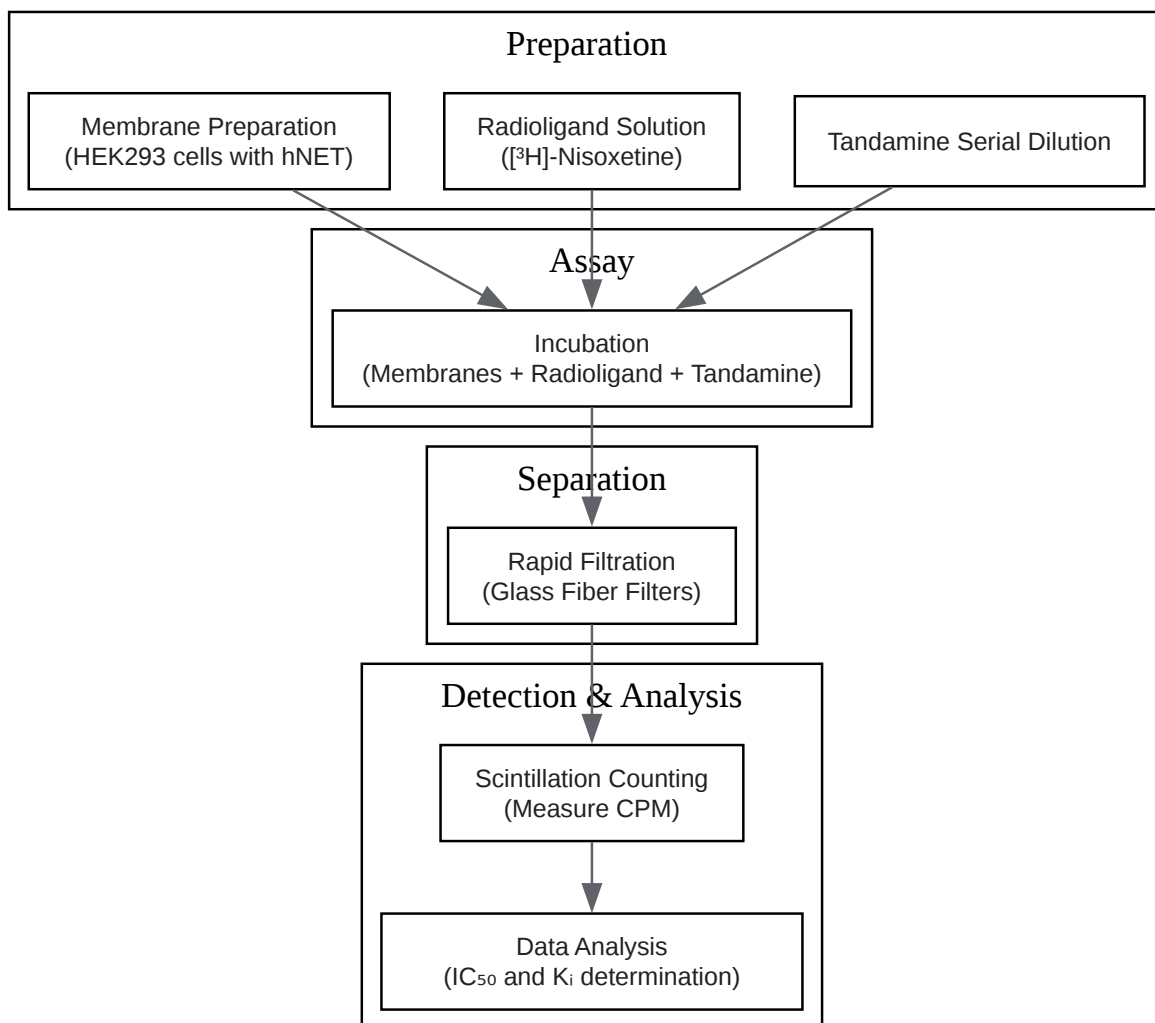 Preparation
Membrane Preparation
(HEK293 cells with hNET)
Radioligand Solution
([³H]-Nisoxetine)
Tandamine Serial Dilution
Assay
Incubation
(Membranes + Radioligand + Tandamine)
Separation
Rapid Filtration
(Glass Fiber Filters)
Detection & Analysis
Scintillation Counting
(Measure CPM)
Data Analysis
(IC₅₀ and Kᵢ determination)